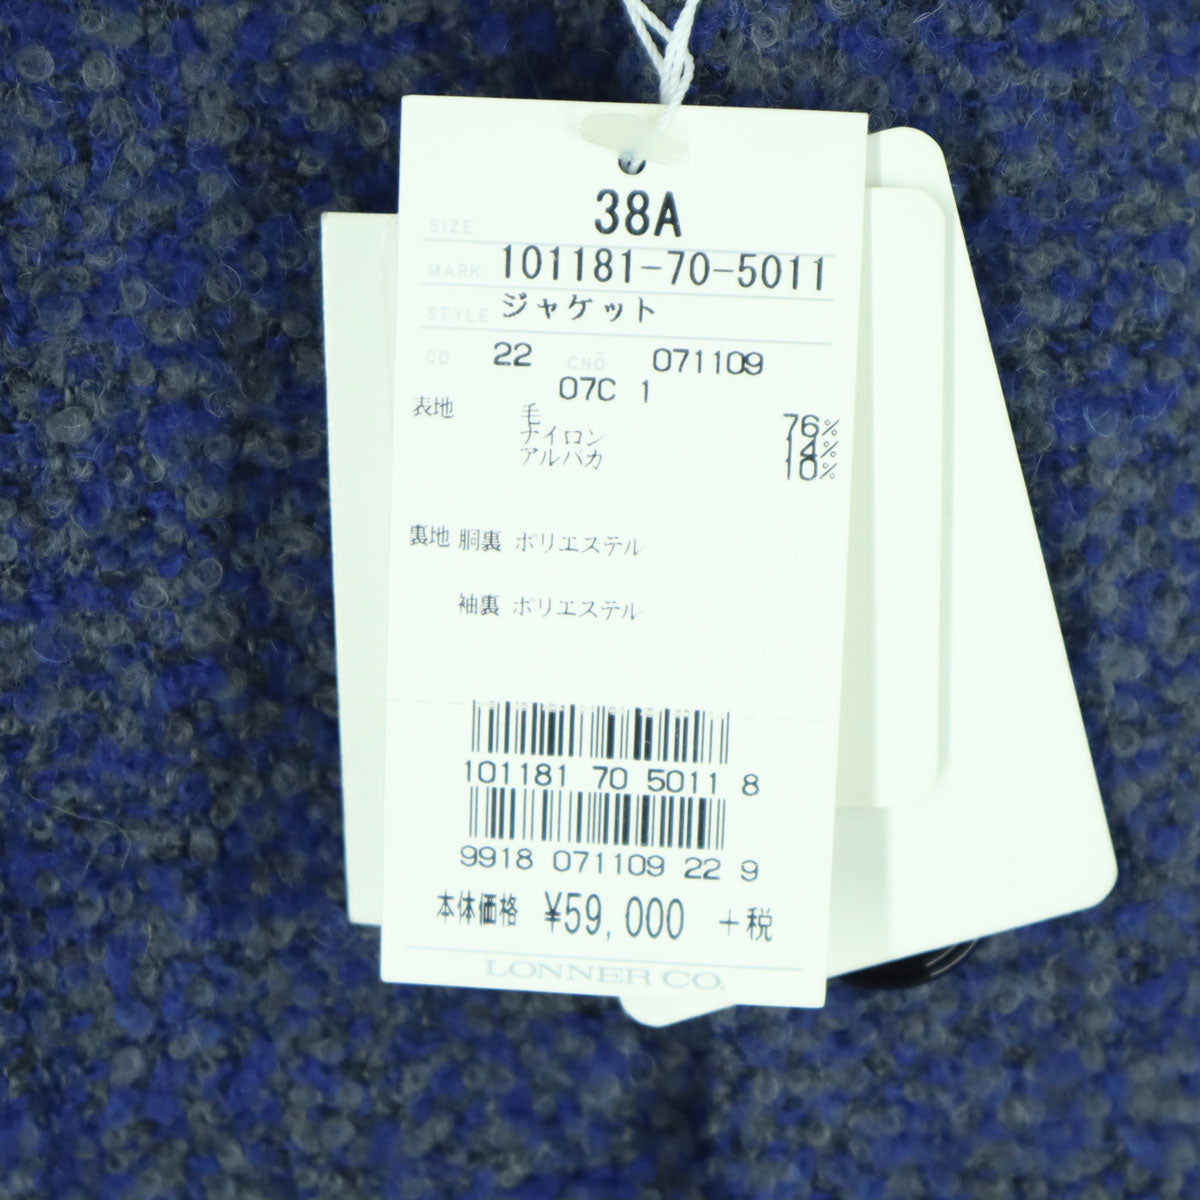 SIZE 38A
MARK 101181-70-5011
STYLE ジャケット
CD 22 CNŌ 071109
07C 1
表地 毛 76%
ナイロン 14%
アルパカ 10%
裏地 胴裏 ポリエステル
袖裏 ポリエステル
101181 70 5011 8
9918 071109 22 9
本体価格 ¥59,000 +税
LONNER CO.